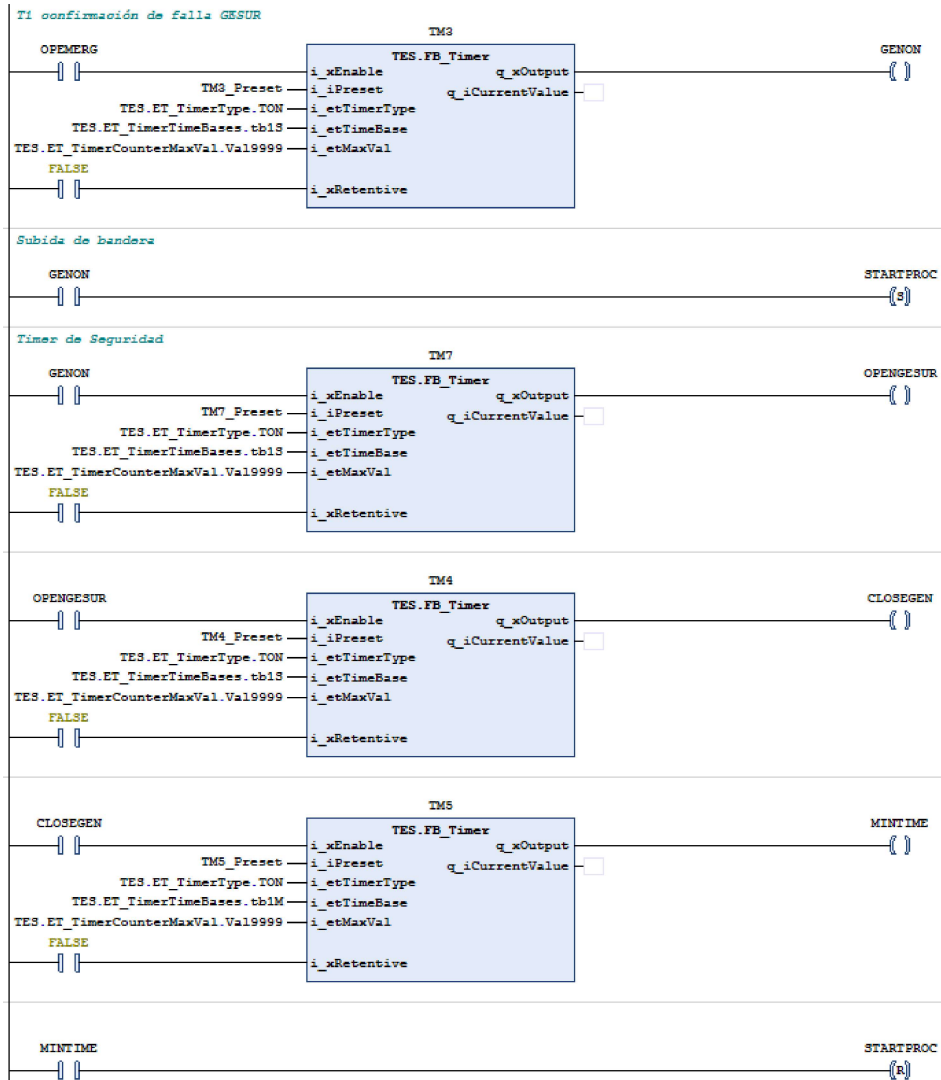 T1 confirmación de falla GESUR
TM3
OPEMERG
TES.FB_Timer
GENON
i_xEnable q_xOutput
TM3_Preset i_iPreset q_iCurrentValue
TES.ET_TimerType.TON i_etTimerType
TES.ET_TimerTimeBases.tb1S i_etTimeBase
TES.ET_TimerCounterMaxVal.Val9999 i_etMaxVal
FALSE
i_xRetentive
Subida de bandera
GENON STARTPROC
S
Timer de Seguridad
TM7
GENON TES.FB_Timer OPENGESUR
i_xEnable q_xOutput
TM7_Preset i_iPreset q_iCurrentValue
TES.ET_TimerType.TON i_etTimerType
TES.ET_TimerTimeBases.tb1S i_etTimeBase
TES.ET_TimerCounterMaxVal.Val9999 i_etMaxVal
FALSE
i_xRetentive
TM4
OPENGESUR TES.FB_Timer CLOSEGEN
i_xEnable q_xOutput
TM4_Preset i_iPreset q_iCurrentValue
TES.ET_TimerType.TON i_etTimerType
TES.ET_TimerTimeBases.tb1S i_etTimeBase
TES.ET_TimerCounterMaxVal.Val9999 i_etMaxVal
FALSE
i_xRetentive
TM5
CLOSEGEN TES.FB_Timer MINTIME
i_xEnable q_xOutput
TM5_Preset i_iPreset q_iCurrentValue
TES.ET_TimerType.TON i_etTimerType
TES.ET_TimerTimeBases.tb1M i_etTimeBase
TES.ET_TimerCounterMaxVal.Val9999 i_etMaxVal
FALSE
i_xRetentive
MINTIME STARTPROC
R